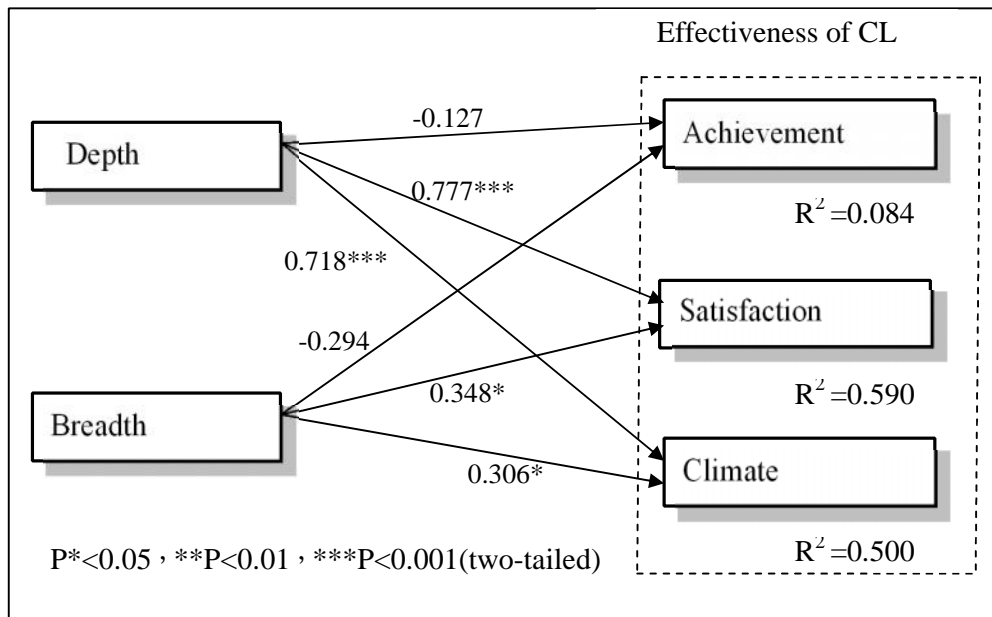 Effectiveness of CL
-0.127
Achievement
Depth
0.777***
R²=0.084
0.718***
Satisfaction
-0.294
R²=0.590
0.348*
Breadth
Climate
0.306*
R²=0.500
P*<0.05，**P<0.01，***P<0.001(two-tailed)